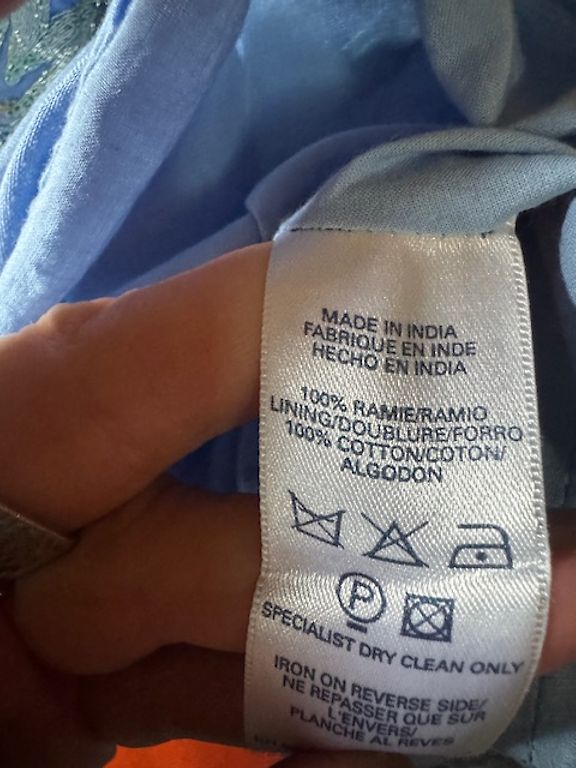 MADE IN INDIA
FABRIQUE EN INDE
HECHO EN INDIA
100% RAMIE/RAMIO
LINING/DOUBLURE/FORRO
100% COTTON/COTON/
ALGODON
P
SPECIALIST DRY CLEAN ONLY
IRON ON REVERSE SIDE/
NE REPASSER QUE SUR
L'ENVERS/
PLANCHE AL REVES